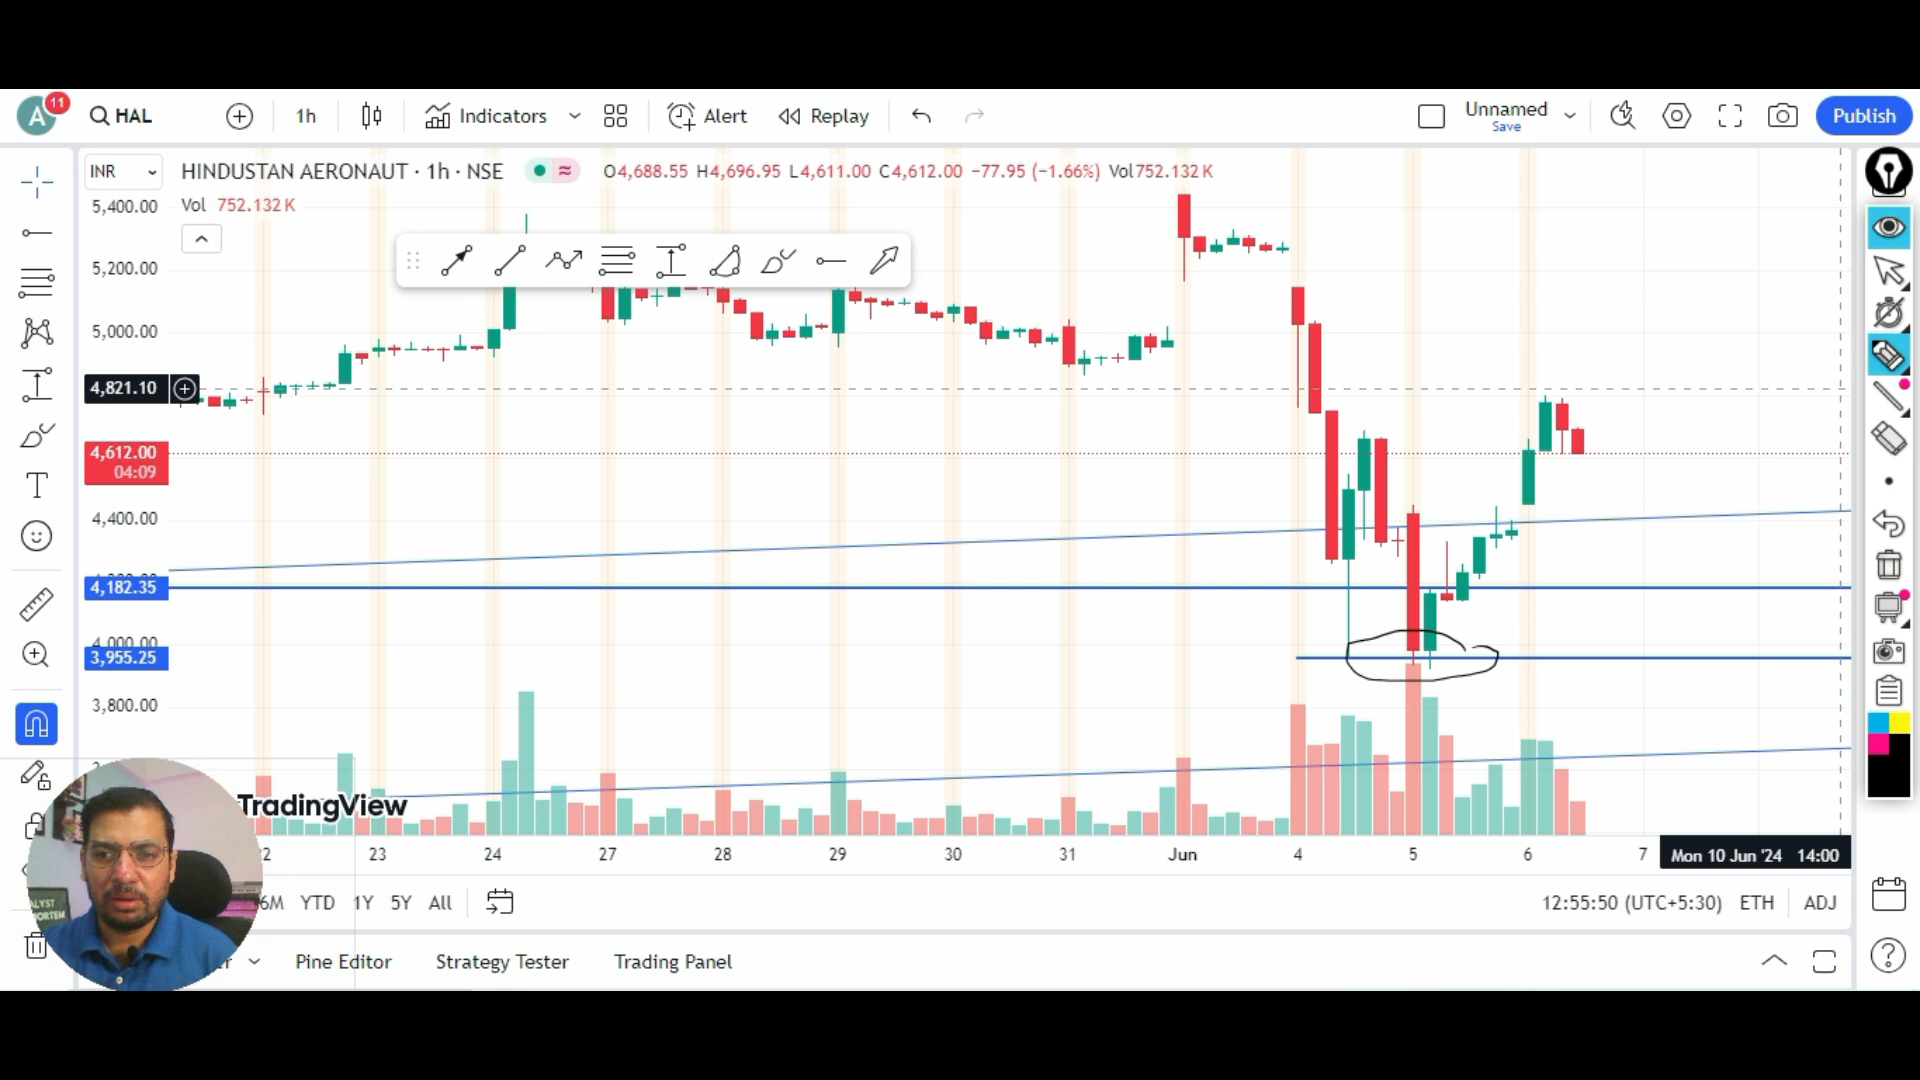 A 11 HAL 1h Indicators Alert Replay Unnamed Save Publish
INR HINDUSTAN AERONAUT · 1h · NSE O4,688.55 H4,696.95 L4,611.00 C4,612.00 −77.95 (−1.66%) Vol752.132 K
5,400.00 Vol 752.132 K
5,200.00
5,000.00
4,821.10
4,612.00
04:09
4,400.00
4,182.35
4,000.00
3,955.25
3,800.00
TradingView
22 23 24 27 28 29 30 31 Jun 4 5 6 7 Mon 10 Jun '24 14:00
6M YTD 1Y 5Y All 12:55:50 (UTC+5:30) ETH ADJ
Pine Editor Strategy Tester Trading Panel